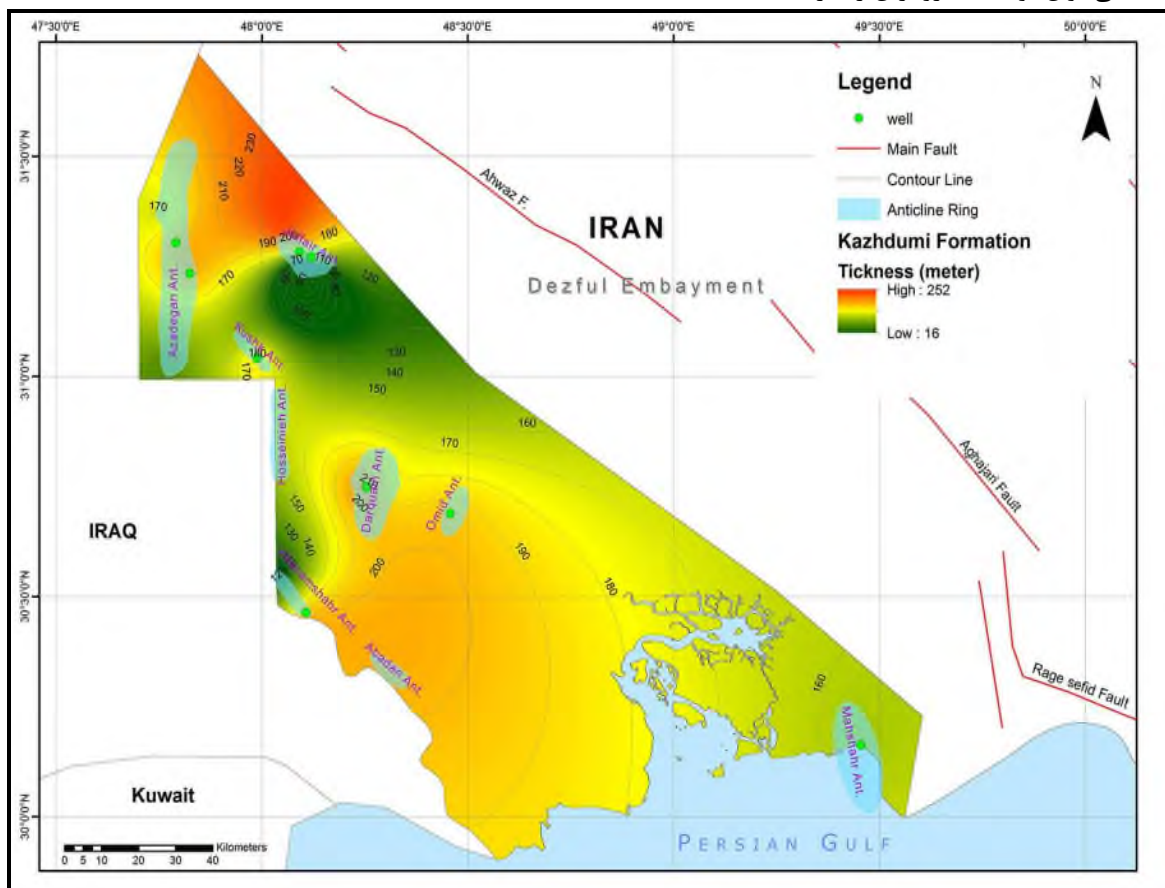 47°30'0"E 48°0'0"E 48°30'0"E 49°0'0"E 49°30'0"E 50°0'0"E
31°30'0"N
31°0'0"N
30°30'0"N
30°0'0"N
Legend
well
Main Fault
Contour Line
Anticline Ring
Kazhdumi Formation
Tickness (meter)
High : 252
Low : 16
N
Ahwaz F.
IRAN
Dezful Embayment
Aghajari Fault
Rage sefid Fault
IRAQ
Kuwait
PERSIAN GULF
Azadegan Ant.
Hosseinieh Ant.
Darquain Ant.
Omid Ant.
Mahshahr Ant.
230
220
210
170
190
180
120
170
110
70
130
140
150
160
170
170
150
140
130
200
200
190
180
160
0 5 10 20 30 40
Kilometers